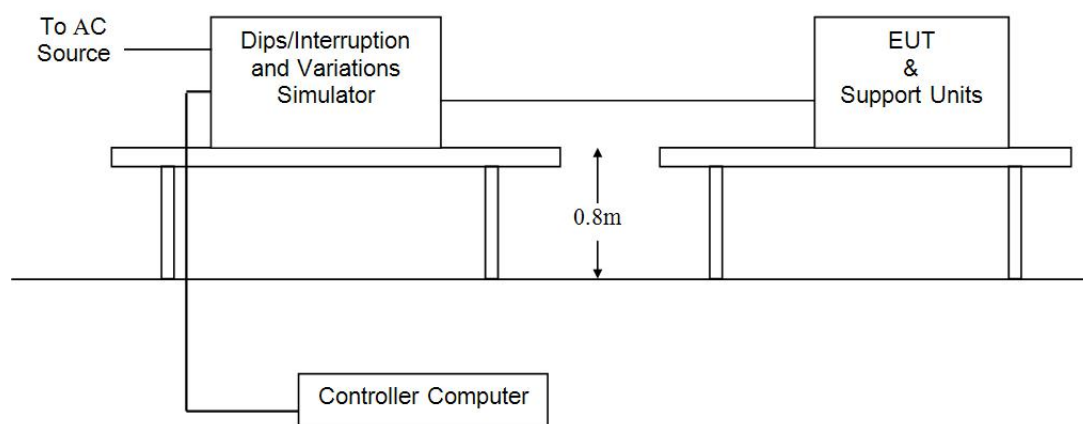 To AC
Source
Dips/Interruption
and Variations
Simulator
EUT
&
Support Units
0.8m
Controller Computer